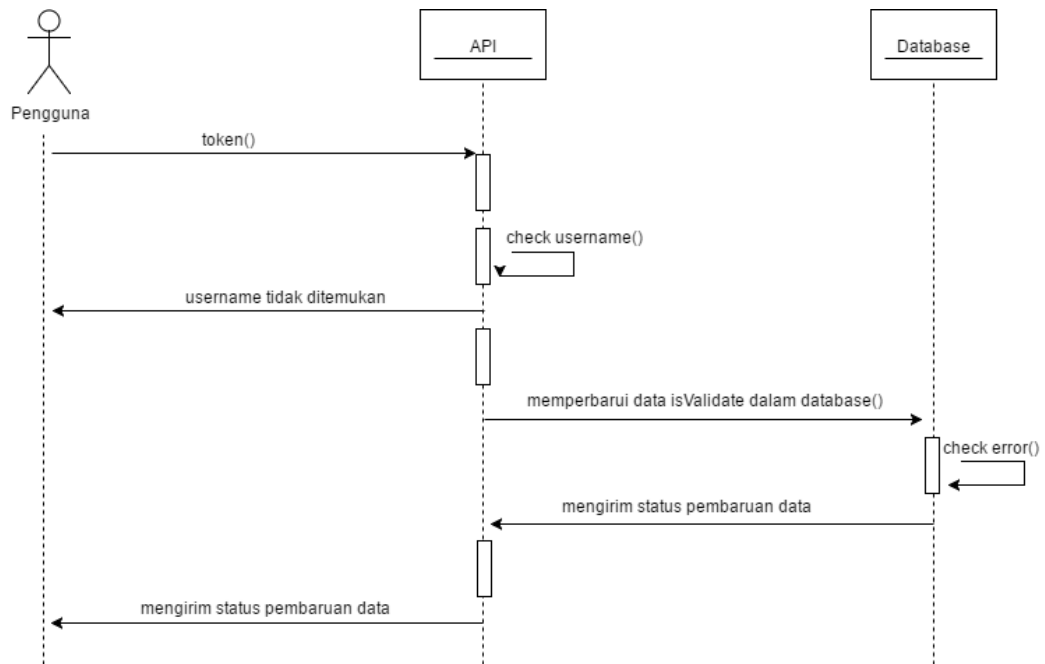 API
Database
Pengguna
token()
check username()
username tidak ditemukan
memperbarui data isValidate dalam database()
check error()
mengirim status pembaruan data
mengirim status pembaruan data